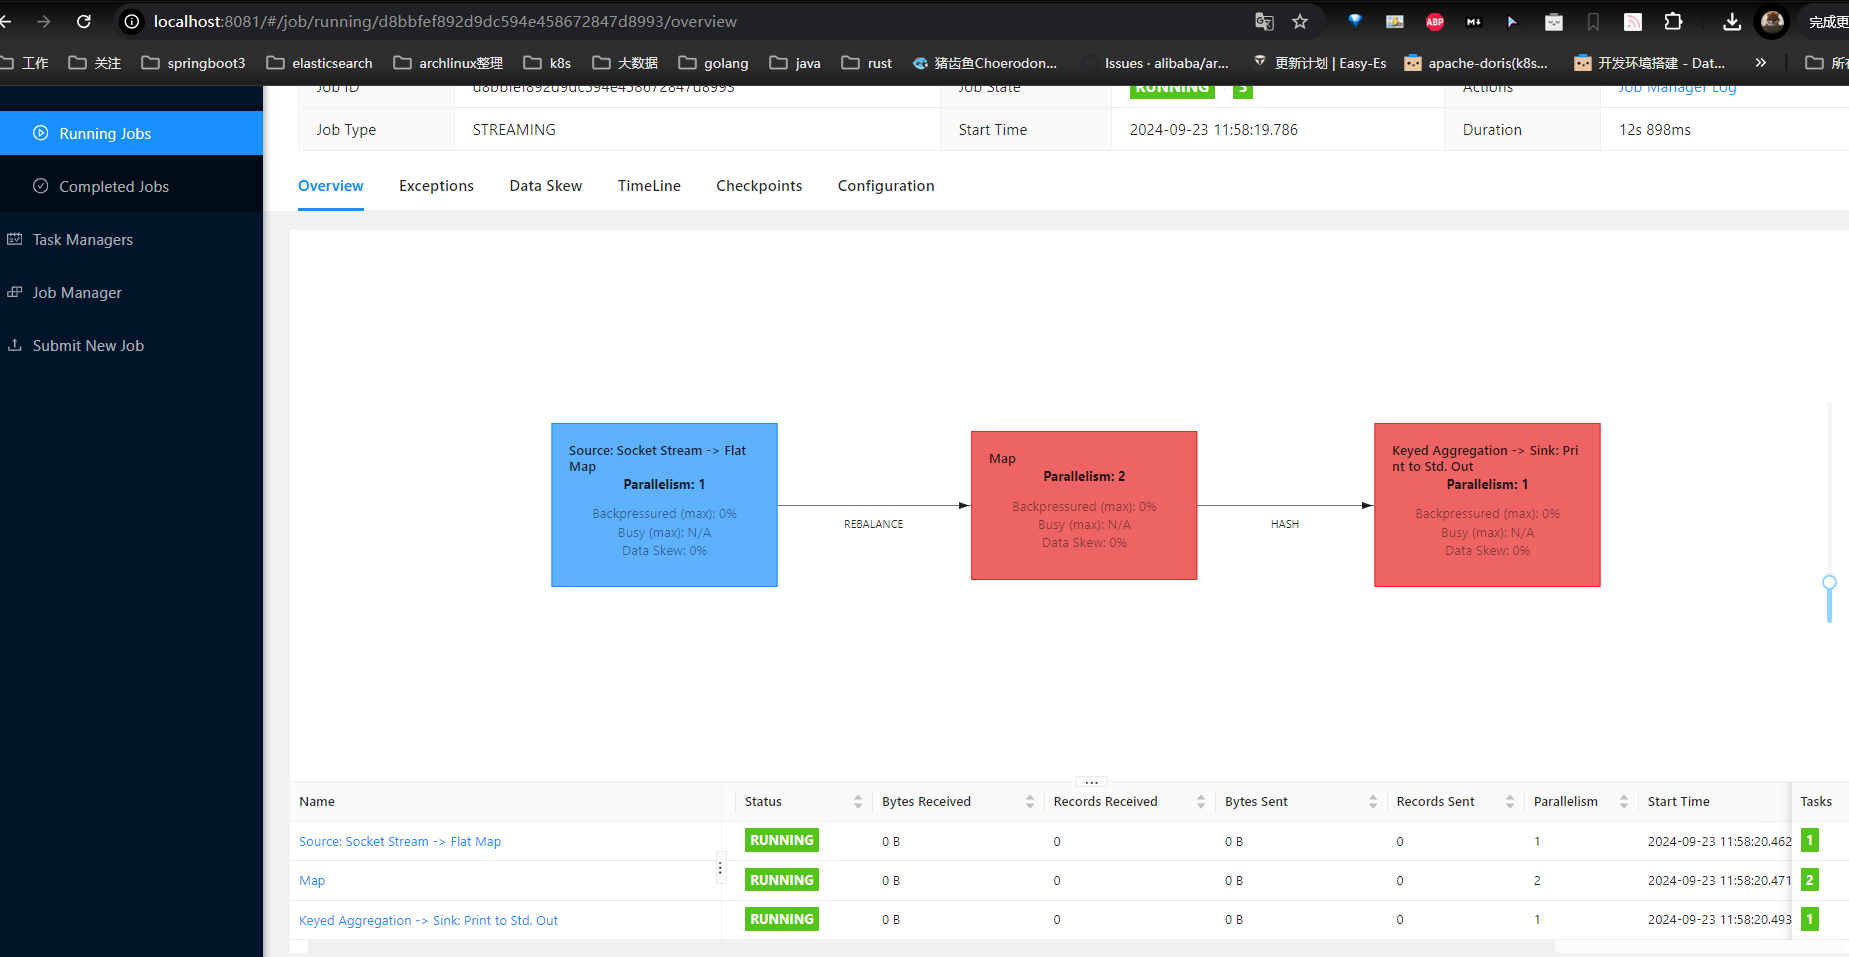 localhost:8081/#/job/running/d8bbfef892d9dc594e458672847d8993/overview
ABP
M↓
完成更
工作 关注 springboot3 elasticsearch archlinux整理 k8s 大数据 golang java rust 猪齿鱼Choerodon... Issues · alibaba/ar... 更新计划 | Easy-Es apache-doris(k8s... 开发环境搭建 - Dat... » 所
Job ID d8bbfef892d9dc594e458672847d8993 Job State RUNNING 5 Actions Job Manager Log
Running Jobs
Job Type STREAMING Start Time 2024-09-23 11:58:19.786 Duration 12s 898ms
Completed Jobs
Overview Exceptions Data Skew TimeLine Checkpoints Configuration
Task Managers
Job Manager
Submit New Job
Source: Socket Stream -> Flat
Map
Parallelism: 1
Backpressured (max): 0%
Busy (max): N/A
Data Skew: 0%
REBALANCE
Map
Parallelism: 2
Backpressured (max): 0%
Busy (max): N/A
Data Skew: 0%
HASH
Keyed Aggregation -> Sink: Pri
nt to Std. Out
Parallelism: 1
Backpressured (max): 0%
Busy (max): N/A
Data Skew: 0%
Name Status Bytes Received Records Received Bytes Sent Records Sent Parallelism Start Time Tasks
Source: Socket Stream -> Flat Map RUNNING 0 B 0 0 B 0 1 2024-09-23 11:58:20.462 1
Map RUNNING 0 B 0 0 B 0 2 2024-09-23 11:58:20.471 2
Keyed Aggregation -> Sink: Print to Std. Out RUNNING 0 B 0 0 B 0 1 2024-09-23 11:58:20.493 1